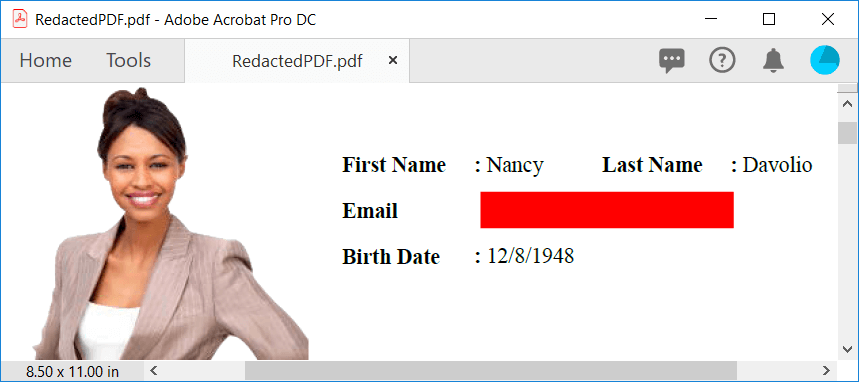 RedactedPDF.pdf - Adobe Acrobat Pro DC
Home Tools RedactedPDF.pdf ×
First Name : Nancy Last Name : Davolio
Email
Birth Date : 12/8/1948
8.50 x 11.00 in